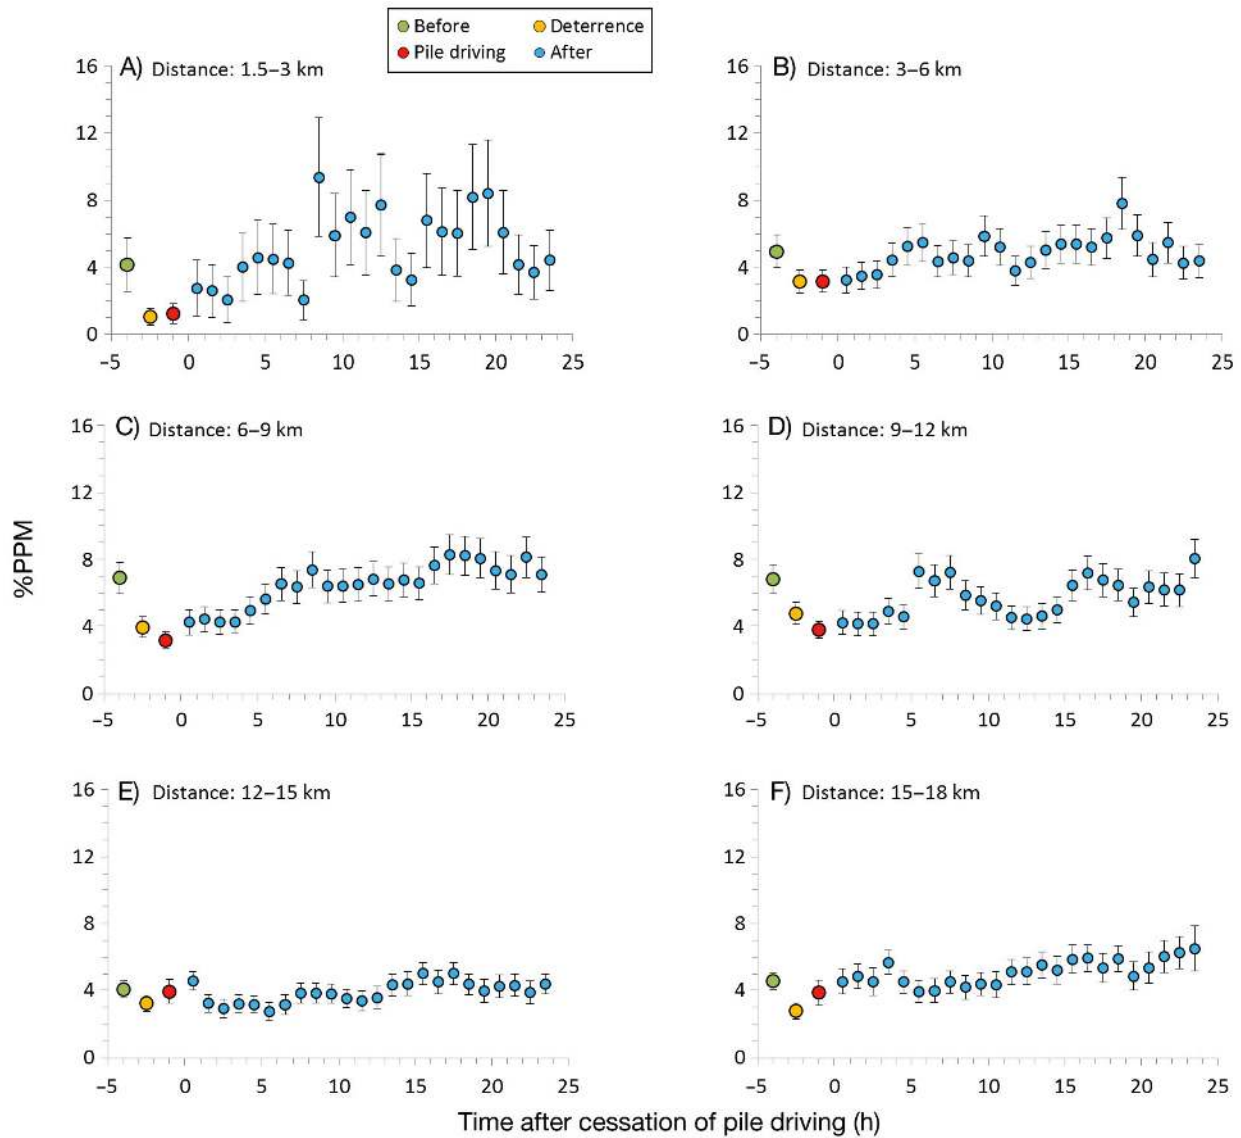 Before Deterrence
Pile driving After
A) Distance: 1.5–3 km
16
12
8
4
0
–5 0 5 10 15 20 25
B) Distance: 3–6 km
16
12
8
4
0
–5 0 5 10 15 20 25
C) Distance: 6–9 km
16
12
8
4
0
–5 0 5 10 15 20 25
D) Distance: 9–12 km
16
12
8
4
0
–5 0 5 10 15 20 25
%PPM
E) Distance: 12–15 km
16
12
8
4
0
–5 0 5 10 15 20 25
F) Distance: 15–18 km
16
12
8
4
0
–5 0 5 10 15 20 25
Time after cessation of pile driving (h)